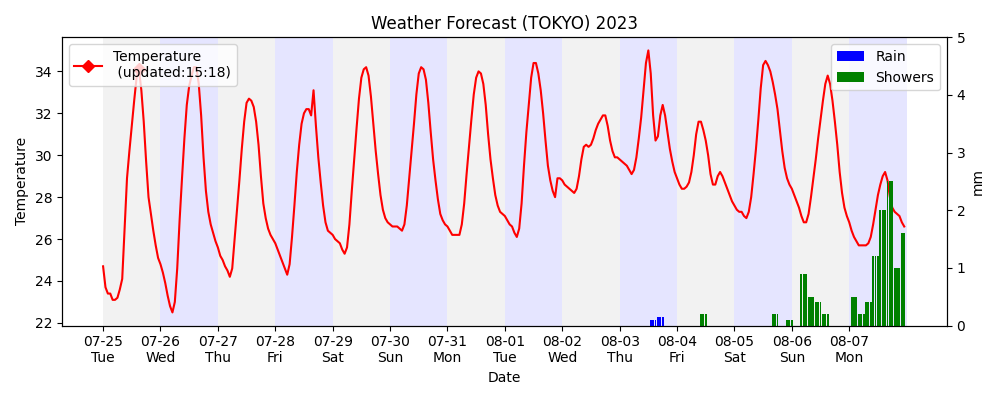 Weather Forecast (TOKYO) 2023
Temperature
(updated:15:18)
Rain
Showers
Temperature
34
32
30
28
26
24
22
5
4
3
2
1
0
mm
07-25 07-26 07-27 07-28 07-29 07-30 07-31 08-01 08-02 08-03 08-04 08-05 08-06 08-07
Tue Wed Thu Fri Sat Sun Mon Tue Wed Thu Fri Sat Sun Mon
Date